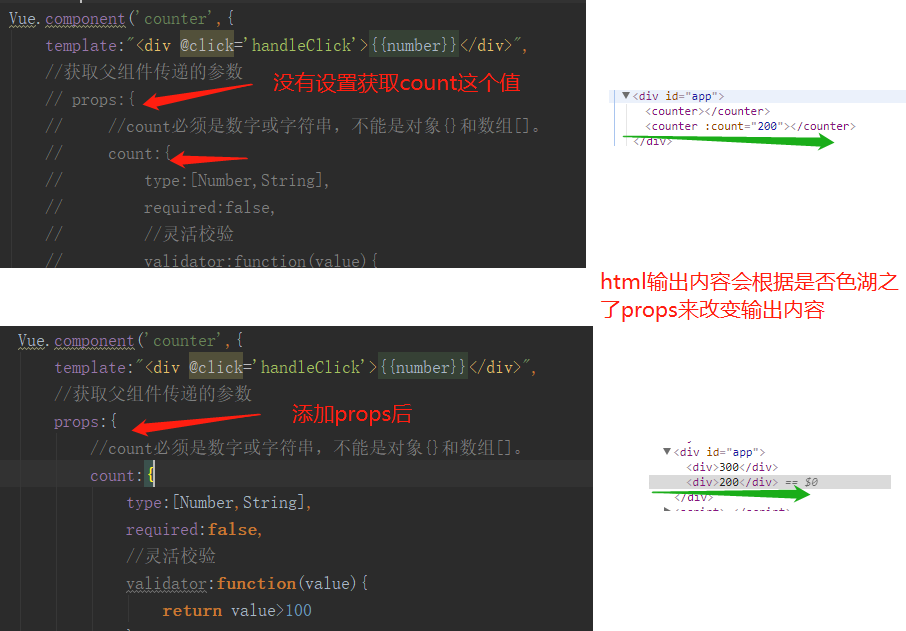 Vue.component('counter',{
template:"<div @click='handleClick'>{{number}}</div>",
//获取父组件传递的参数
// props:{
没有设置获取count这个值
// //count必须是数字或字符串，不能是对象{}和数组[]。
// count:{
// type:[Number,String],
// required:false,
// //灵活校验
// validator:function(value){
▼<div id="app">
<counter></counter>
<counter :count="200"></counter>
</div>
html输出内容会根据是否色湖之
了props来改变输出内容
Vue.component('counter',{
template:"<div @click='handleClick'>{{number}}</div>",
//获取父组件传递的参数
props:{
添加props后
//count必须是数字或字符串，不能是对象{}和数组[]。
count:{
type:[Number,String],
required:false,
//灵活校验
validator:function(value){
return value>100
▼<div id="app">
<div>300</div>
<div>200</div> == $0
</div>